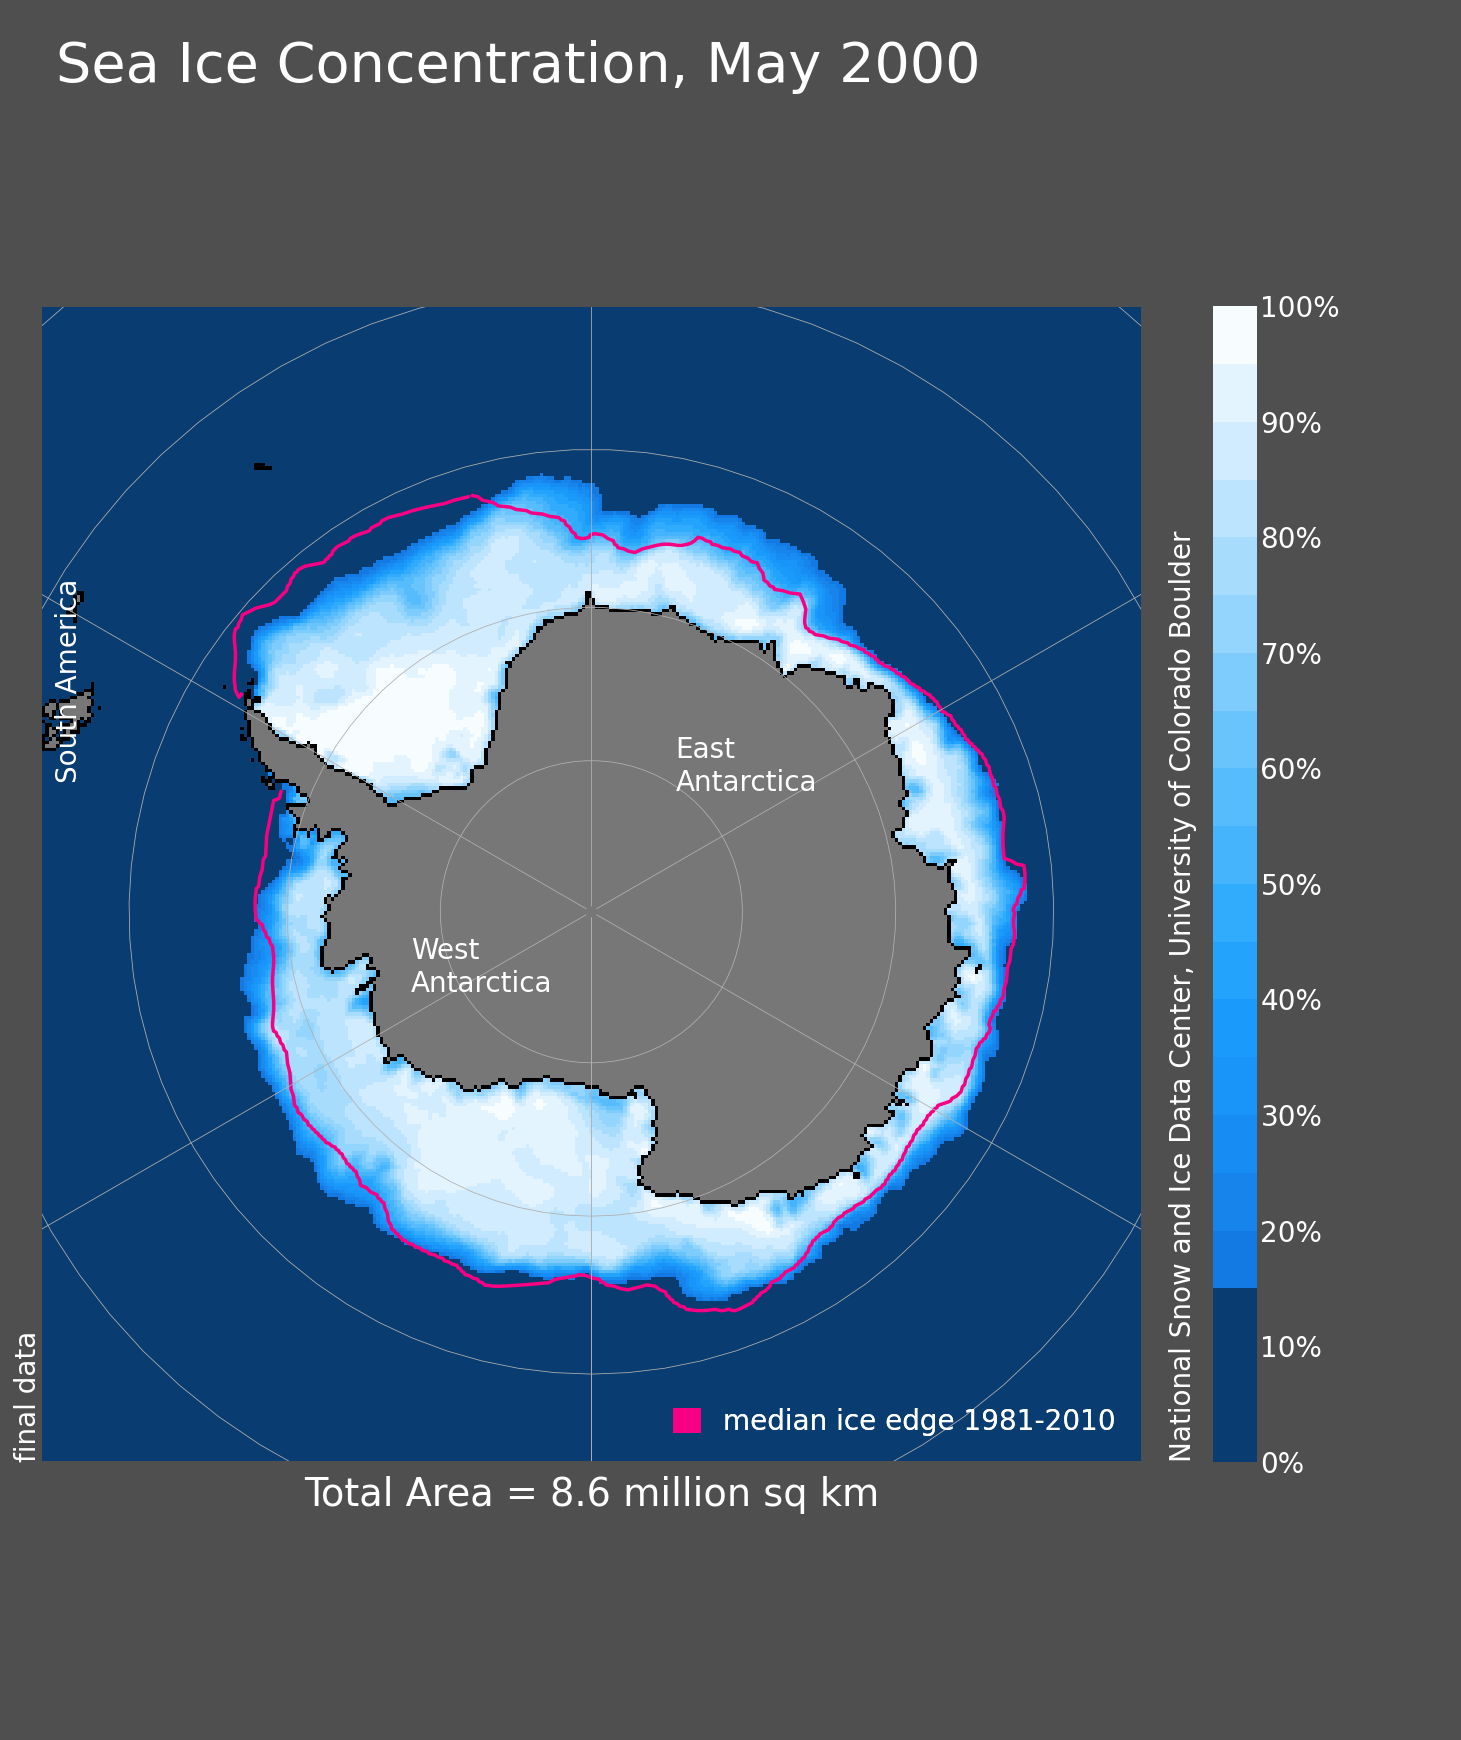 Sea Ice Concentration, May 2000
South America
East
Antarctica
West
Antarctica
median ice edge 1981-2010
final data
Total Area = 8.6 million sq km
National Snow and Ice Data Center, University of Colorado Boulder
100%
90%
80%
70%
60%
50%
40%
30%
20%
10%
0%